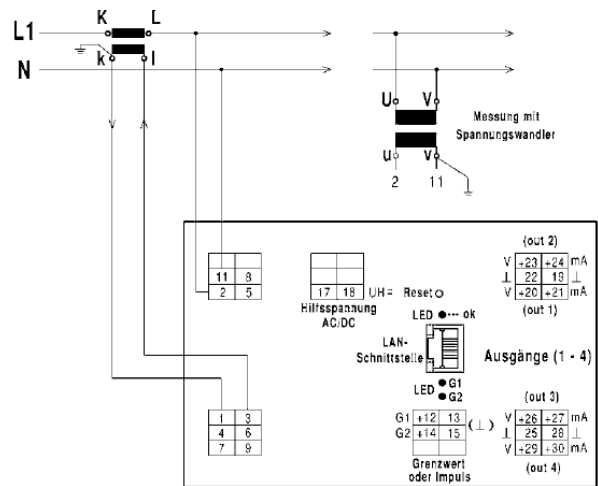 K L
L1
k l
N
U V
Messung mit
Spannungswandler
u v
2 11
(out 2)
V +23 +24 mA
⊥ 22 19 ⊥
V +20 +21 mA
(out 1)
11 8
2 5
17 18 UH= Reset
Hilfsspannung
AC/DC
LED ok
LAN-
Schnittstelle
Ausgänge (1 - 4)
LED G1
G2
1 3
4 6
7 9
G1 +12 13
G2 +14 15
(⊥)
Grenzwert
oder Impuls
(out 3)
V +26 +27 mA
⊥ 25 28 ⊥
V +29 +30 mA
(out 4)